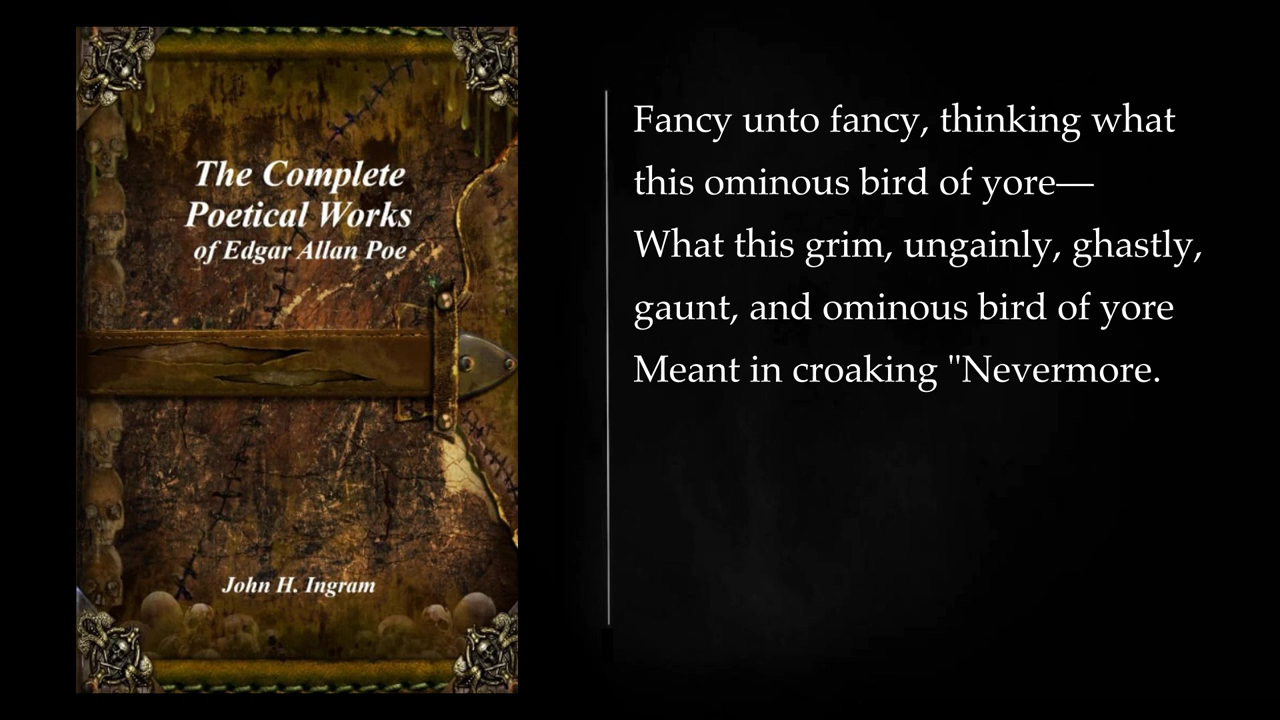 The Complete
Poetical Works
of Edgar Allan Poe
John H. Ingram
Fancy unto fancy, thinking what
this ominous bird of yore—
What this grim, ungainly, ghastly,
gaunt, and ominous bird of yore
Meant in croaking "Nevermore.